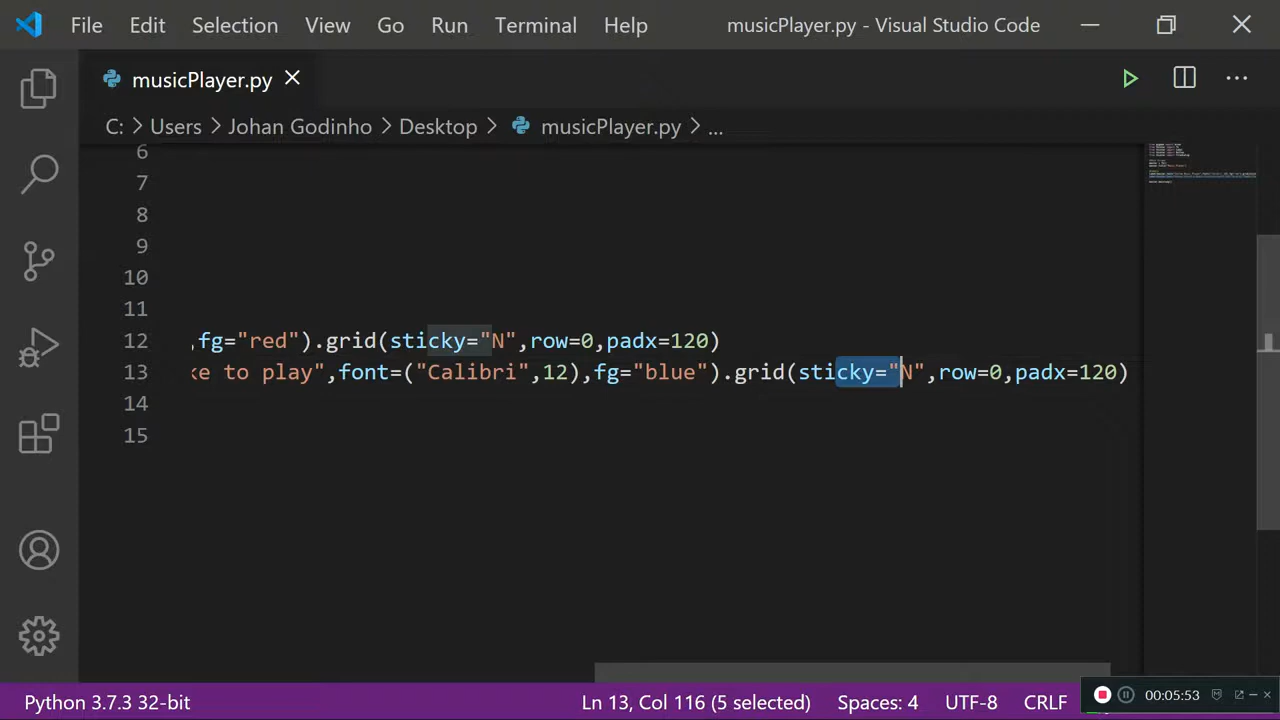 File Edit Selection View Go Run Terminal Help musicPlayer.py - Visual Studio Code
musicPlayer.py
C: > Users > Johan Godinho > Desktop > musicPlayer.py > ...
6
7
8
9
10
11
12 ,fg="red").grid(sticky="N",row=0,padx=120)
13 ke to play",font=("Calibri",12),fg="blue").grid(sticky="N",row=0,padx=120)
14
15
Python 3.7.3 32-bit Ln 13, Col 116 (5 selected) Spaces: 4 UTF-8 CRLF 00:05:53